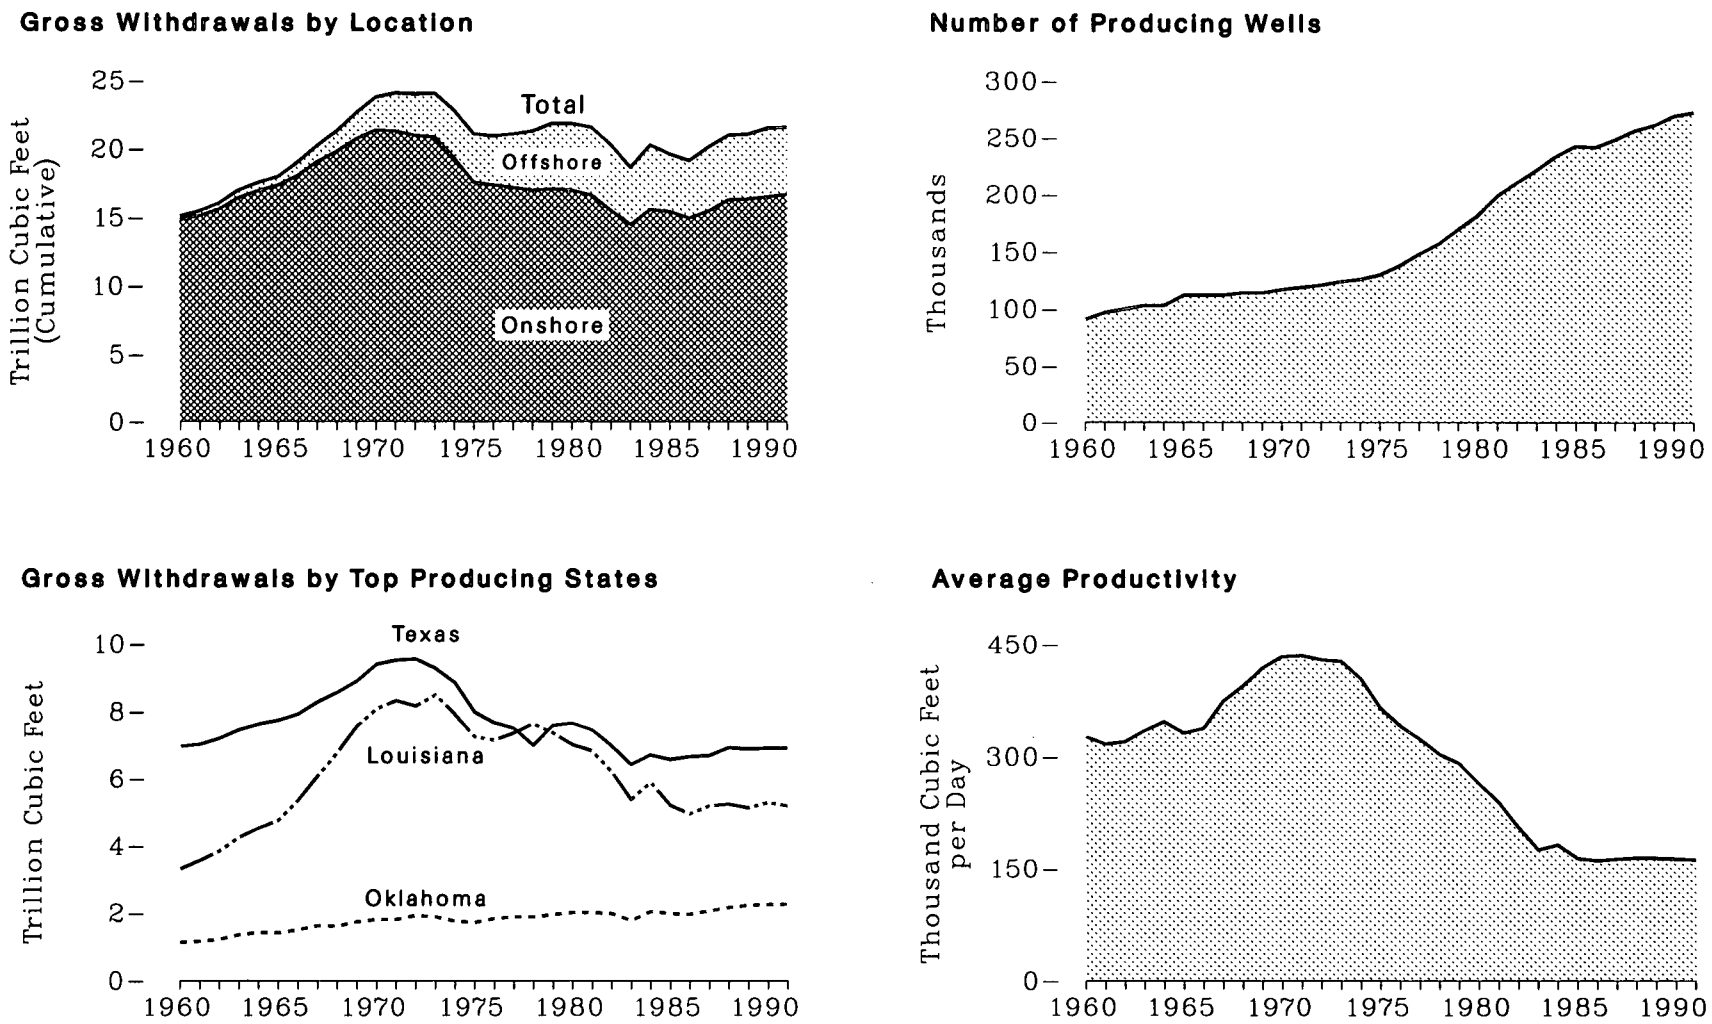 Gross Withdrawals by Location
Trillion Cubic Feet
(Cumulative)
25
20
15
10
5
0
Total
Offshore
Onshore
1960 1965 1970 1975 1980 1985 1990
Number of Producing Wells
Thousands
300
250
200
150
100
50
0
1960 1965 1970 1975 1980 1985 1990
Gross Withdrawals by Top Producing States
Trillion Cubic Feet
10
8
6
4
2
0
Texas
Louisiana
Oklahoma
1960 1965 1970 1975 1980 1985 1990
Average Productivity
Thousand Cubic Feet
per Day
450
300
150
0
1960 1965 1970 1975 1980 1985 1990